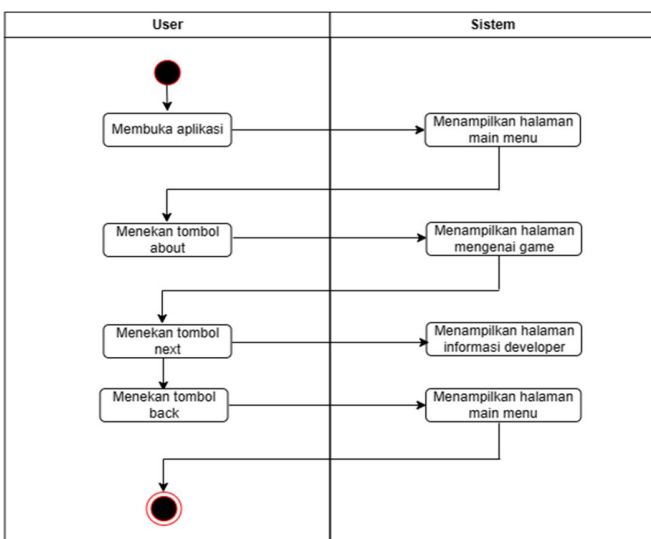 User
Sistem
Membuka aplikasi
Menampilkan halaman
main menu
Menekan tombol
about
Menampilkan halaman
mengenai game
Menekan tombol
next
Menampilkan halaman
informasi developer
Menekan tombol
back
Menampilkan halaman
main menu